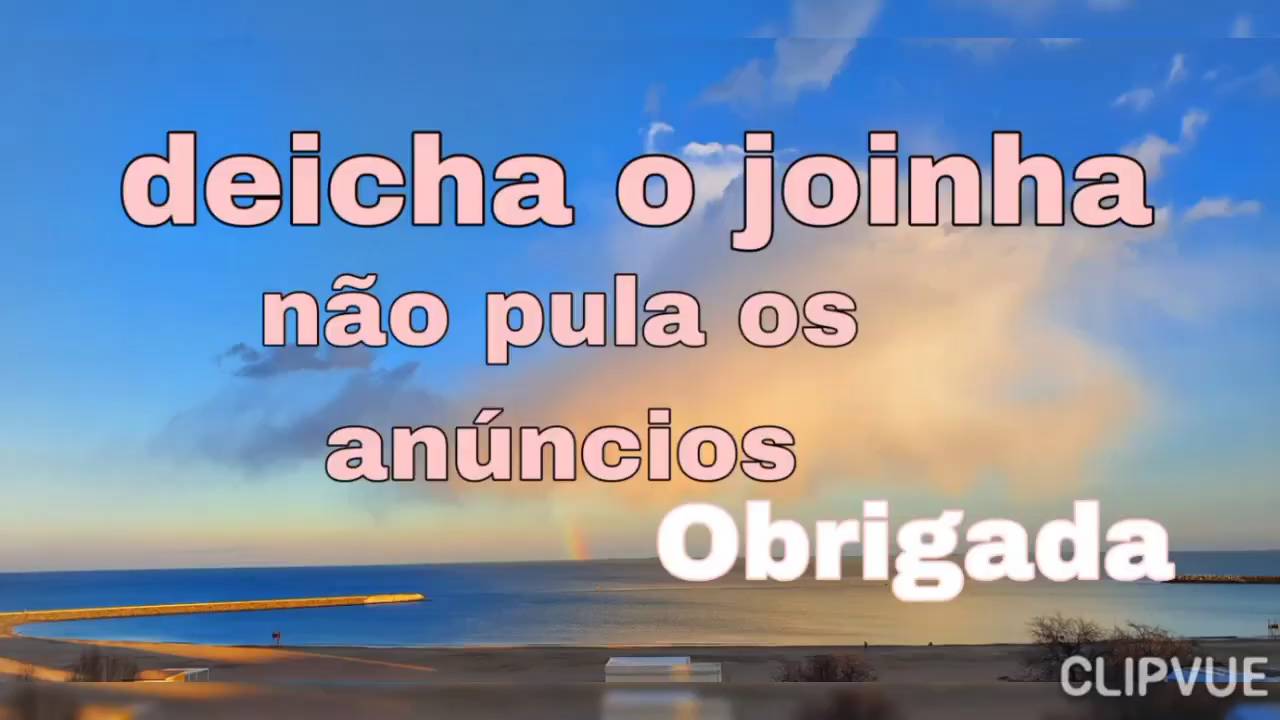 deicha o joinha
não pula os
anúncios
Obrigada
CLIPVUE